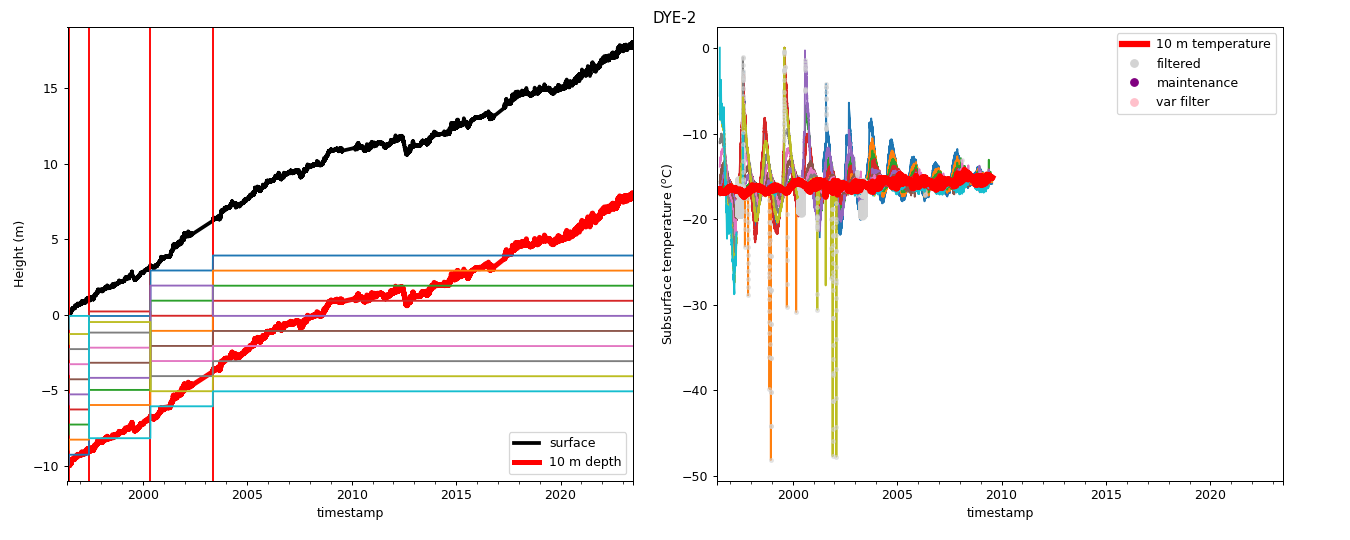 DYE-2
Height (m)
15
10
5
0
−5
−10
2000
2005
2010
2015
2020
timestamp
surface
10 m depth
Subsurface temperature (°C)
0
−10
−20
−30
−40
−50
2000
2005
2010
2015
2020
timestamp
10 m temperature
filtered
maintenance
var filter